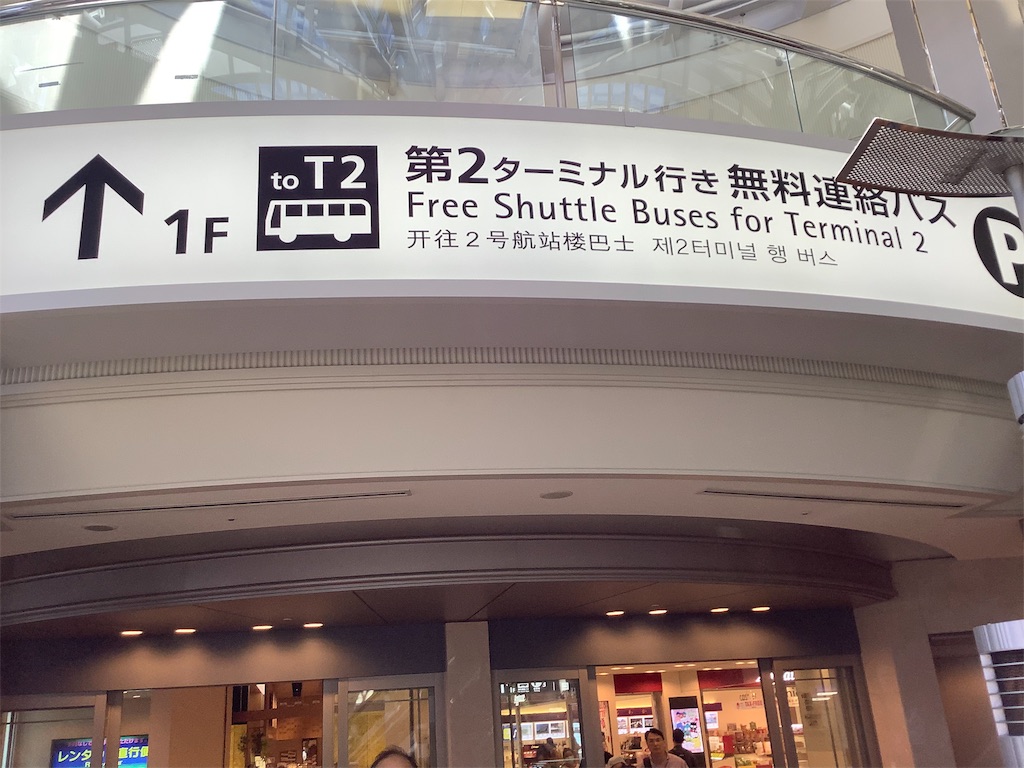 ↑ 1F
to T2
第2ターミナル行き 無料連絡バス
Free Shuttle Buses for Terminal 2
开往2号航站楼巴士 제2터미널 행 버스
P